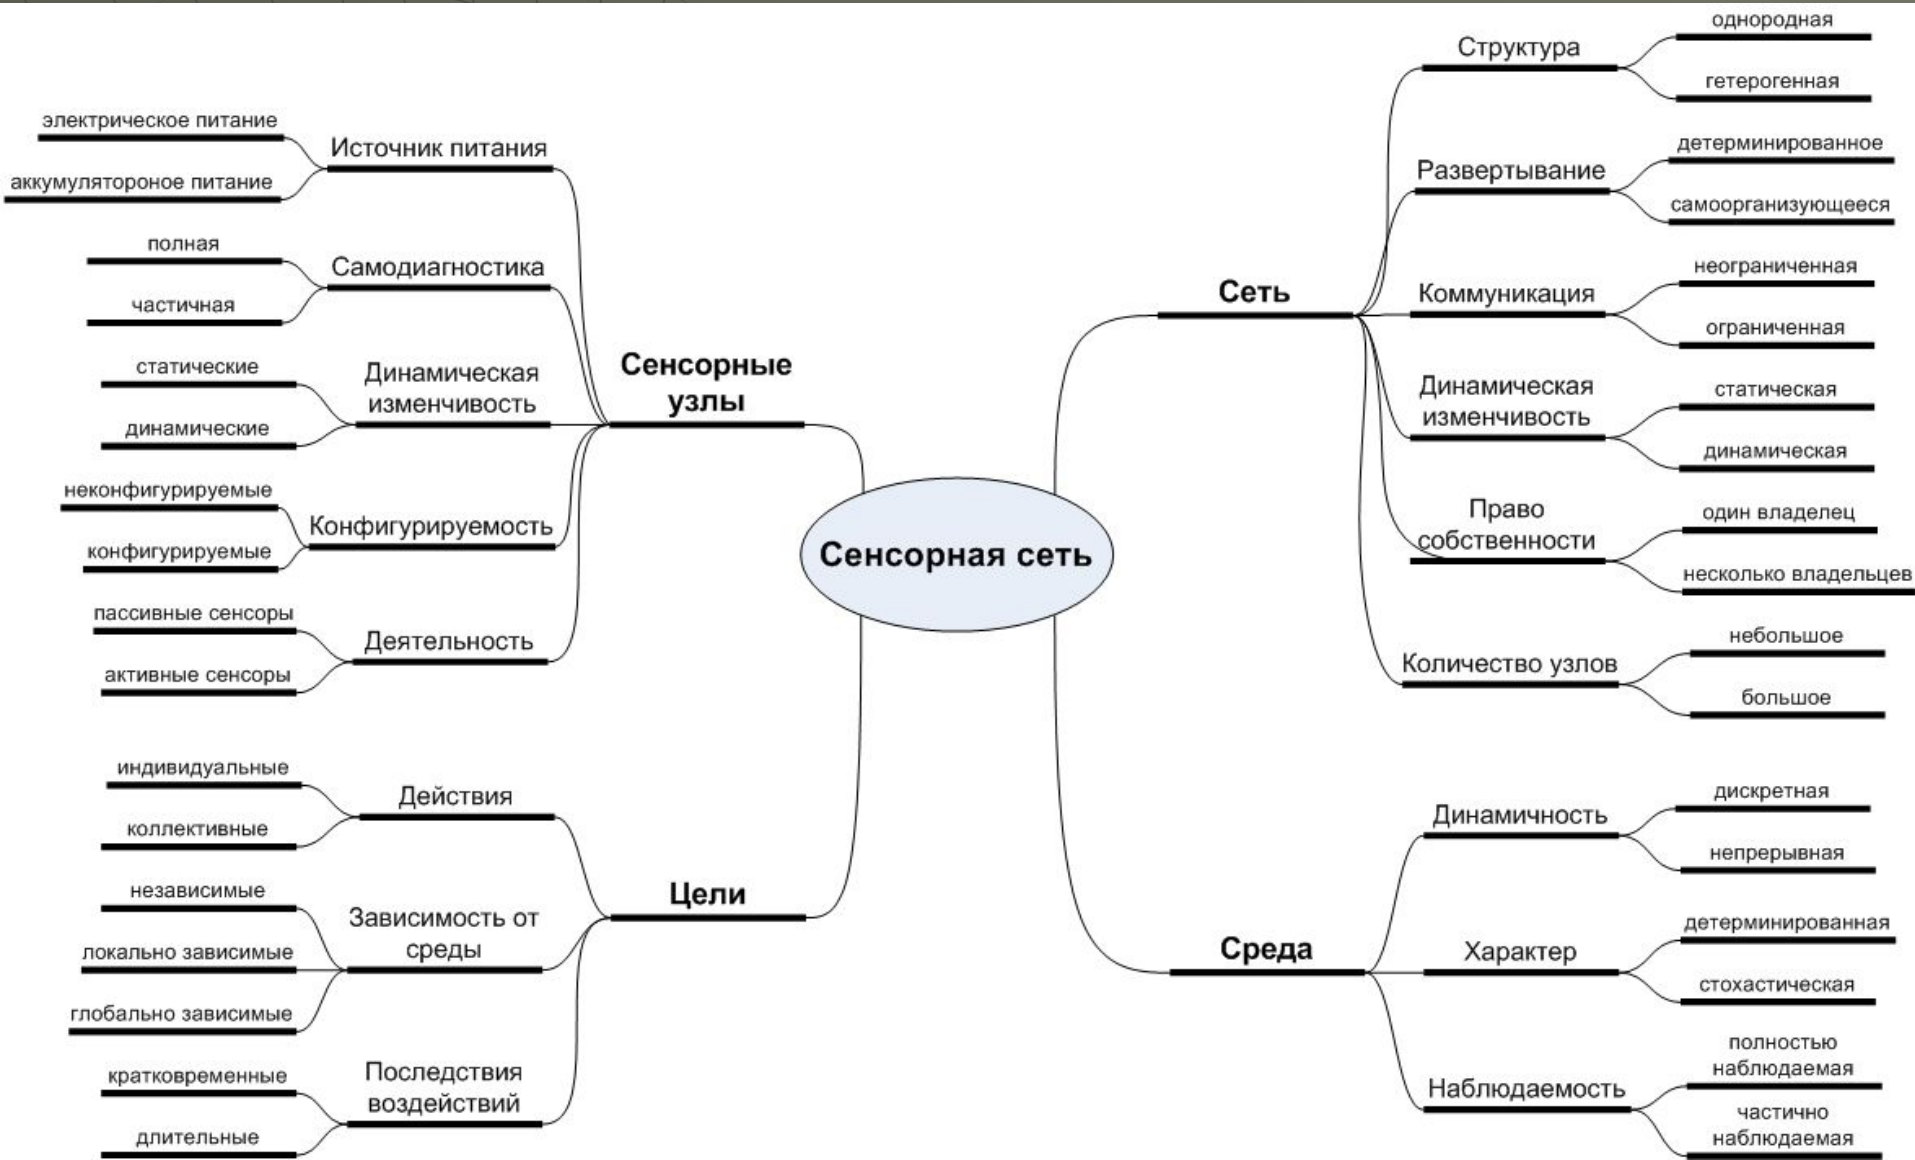 Сенсорная сеть
Сенсорные
узлы
Источник питания
электрическое питание
аккумулятороное питание
Самодиагностика
полная
частичная
Динамическая
изменчивость
статические
динамические
Конфигурируемость
неконфигурируемые
конфигурируемые
Деятельность
пассивные сенсоры
активные сенсоры
Цели
Действия
индивидуальные
коллективные
Зависимость от
среды
независимые
локально зависимые
глобально зависимые
Последствия
воздействий
кратковременные
длительные
Сеть
Структура
однородная
гетерогенная
Развертывание
детерминированное
самоорганизующееся
Коммуникация
неограниченная
ограниченная
Динамическая
изменчивость
статическая
динамическая
Право
собственности
один владелец
несколько владельцев
Количество узлов
небольшое
большое
Среда
Динамичность
дискретная
непрерывная
Характер
детерминированная
стохастическая
Наблюдаемость
полностью
наблюдаемая
частично
наблюдаемая